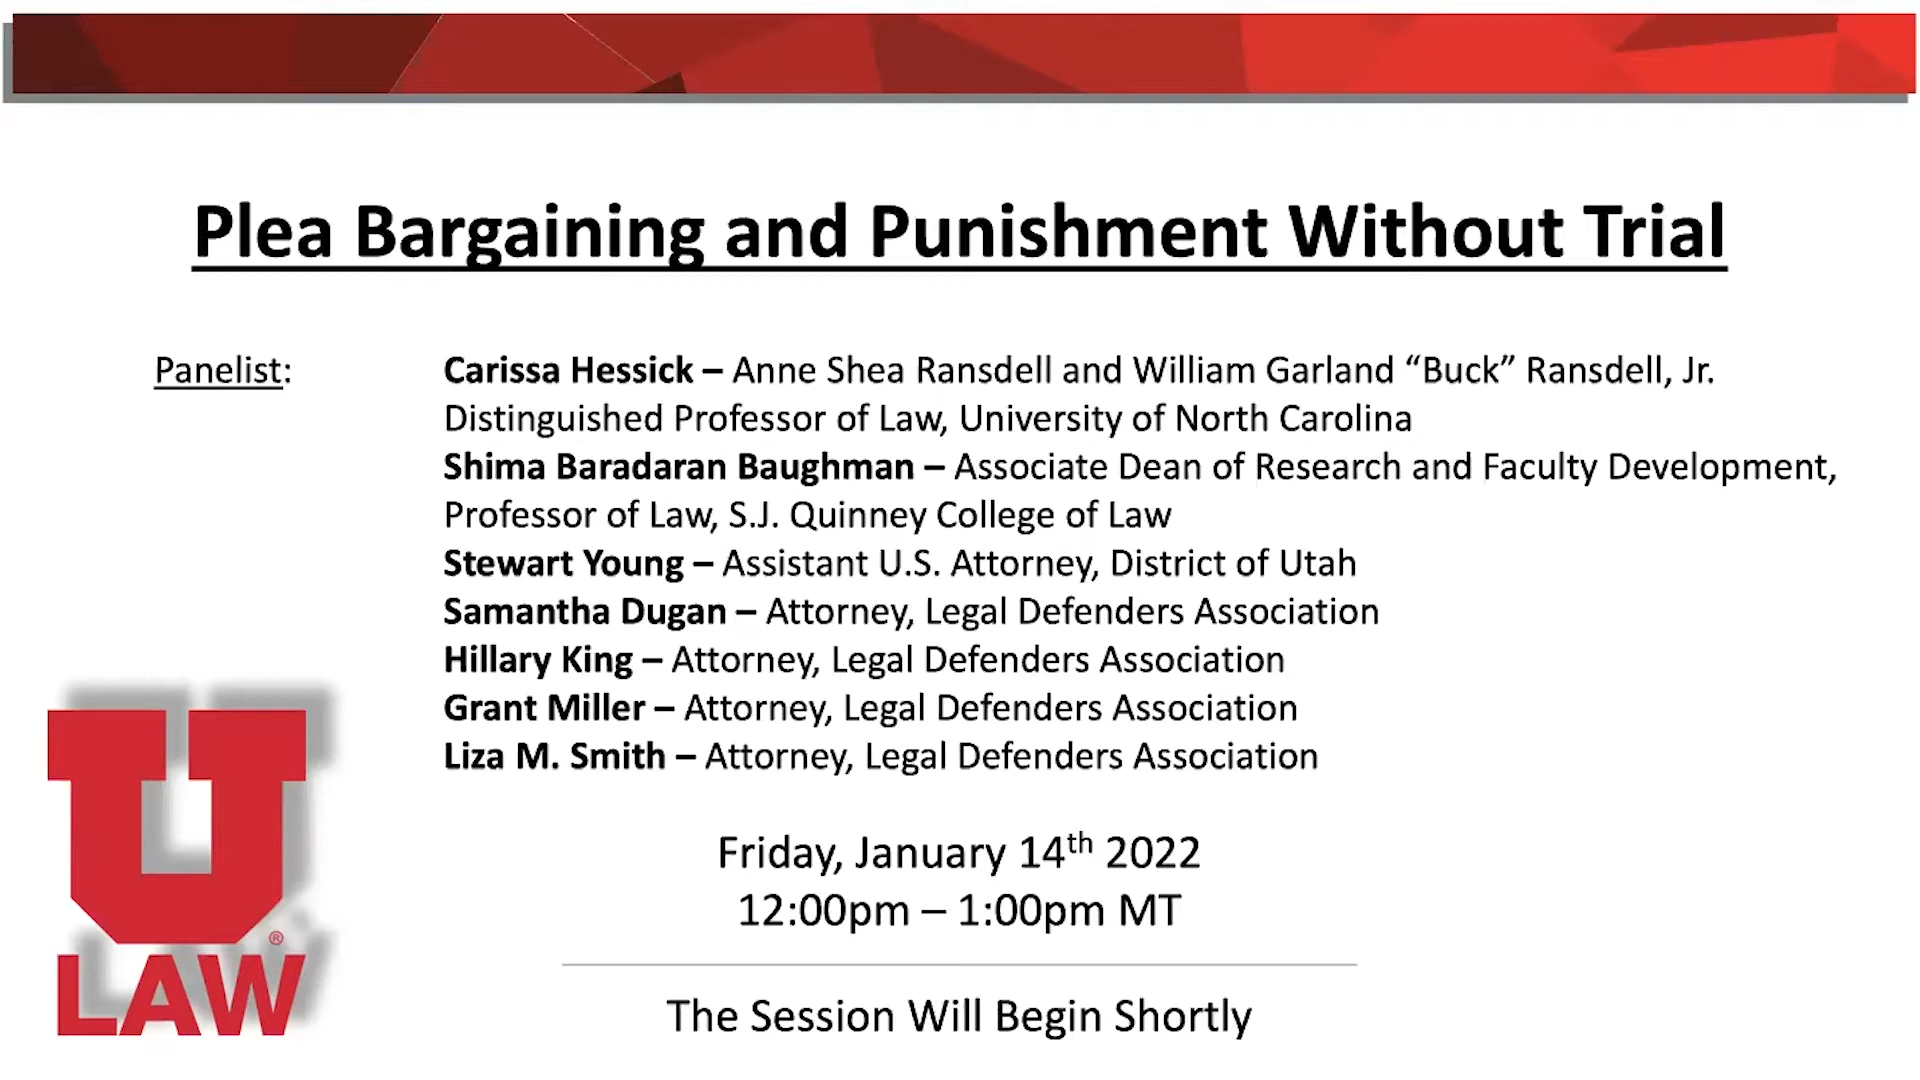 Plea Bargaining and Punishment Without Trial
Panelist:
Carissa Hessick – Anne Shea Ransdell and William Garland “Buck” Ransdell, Jr.
Distinguished Professor of Law, University of North Carolina
Shima Baradaran Baughman – Associate Dean of Research and Faculty Development,
Professor of Law, S.J. Quinney College of Law
Stewart Young – Assistant U.S. Attorney, District of Utah
Samantha Dugan – Attorney, Legal Defenders Association
Hillary King – Attorney, Legal Defenders Association
Grant Miller – Attorney, Legal Defenders Association
Liza M. Smith – Attorney, Legal Defenders Association
Friday, January 14th 2022
12:00pm – 1:00pm MT
The Session Will Begin Shortly
U®
LAW